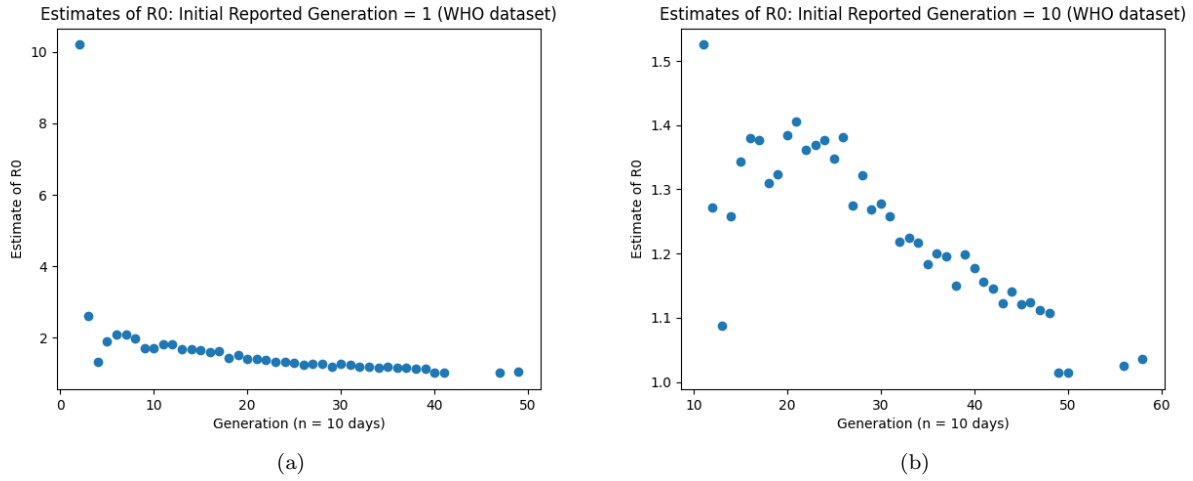 Estimates of R0: Initial Reported Generation = 1 (WHO dataset)
10
8
6
4
2
Estimate of R0
0
10
20
30
40
50
Generation (n = 10 days)
(a)
Estimates of R0: Initial Reported Generation = 10 (WHO dataset)
1.5
1.4
1.3
1.2
1.1
1.0
Estimate of R0
10
20
30
40
50
60
Generation (n = 10 days)
(b)